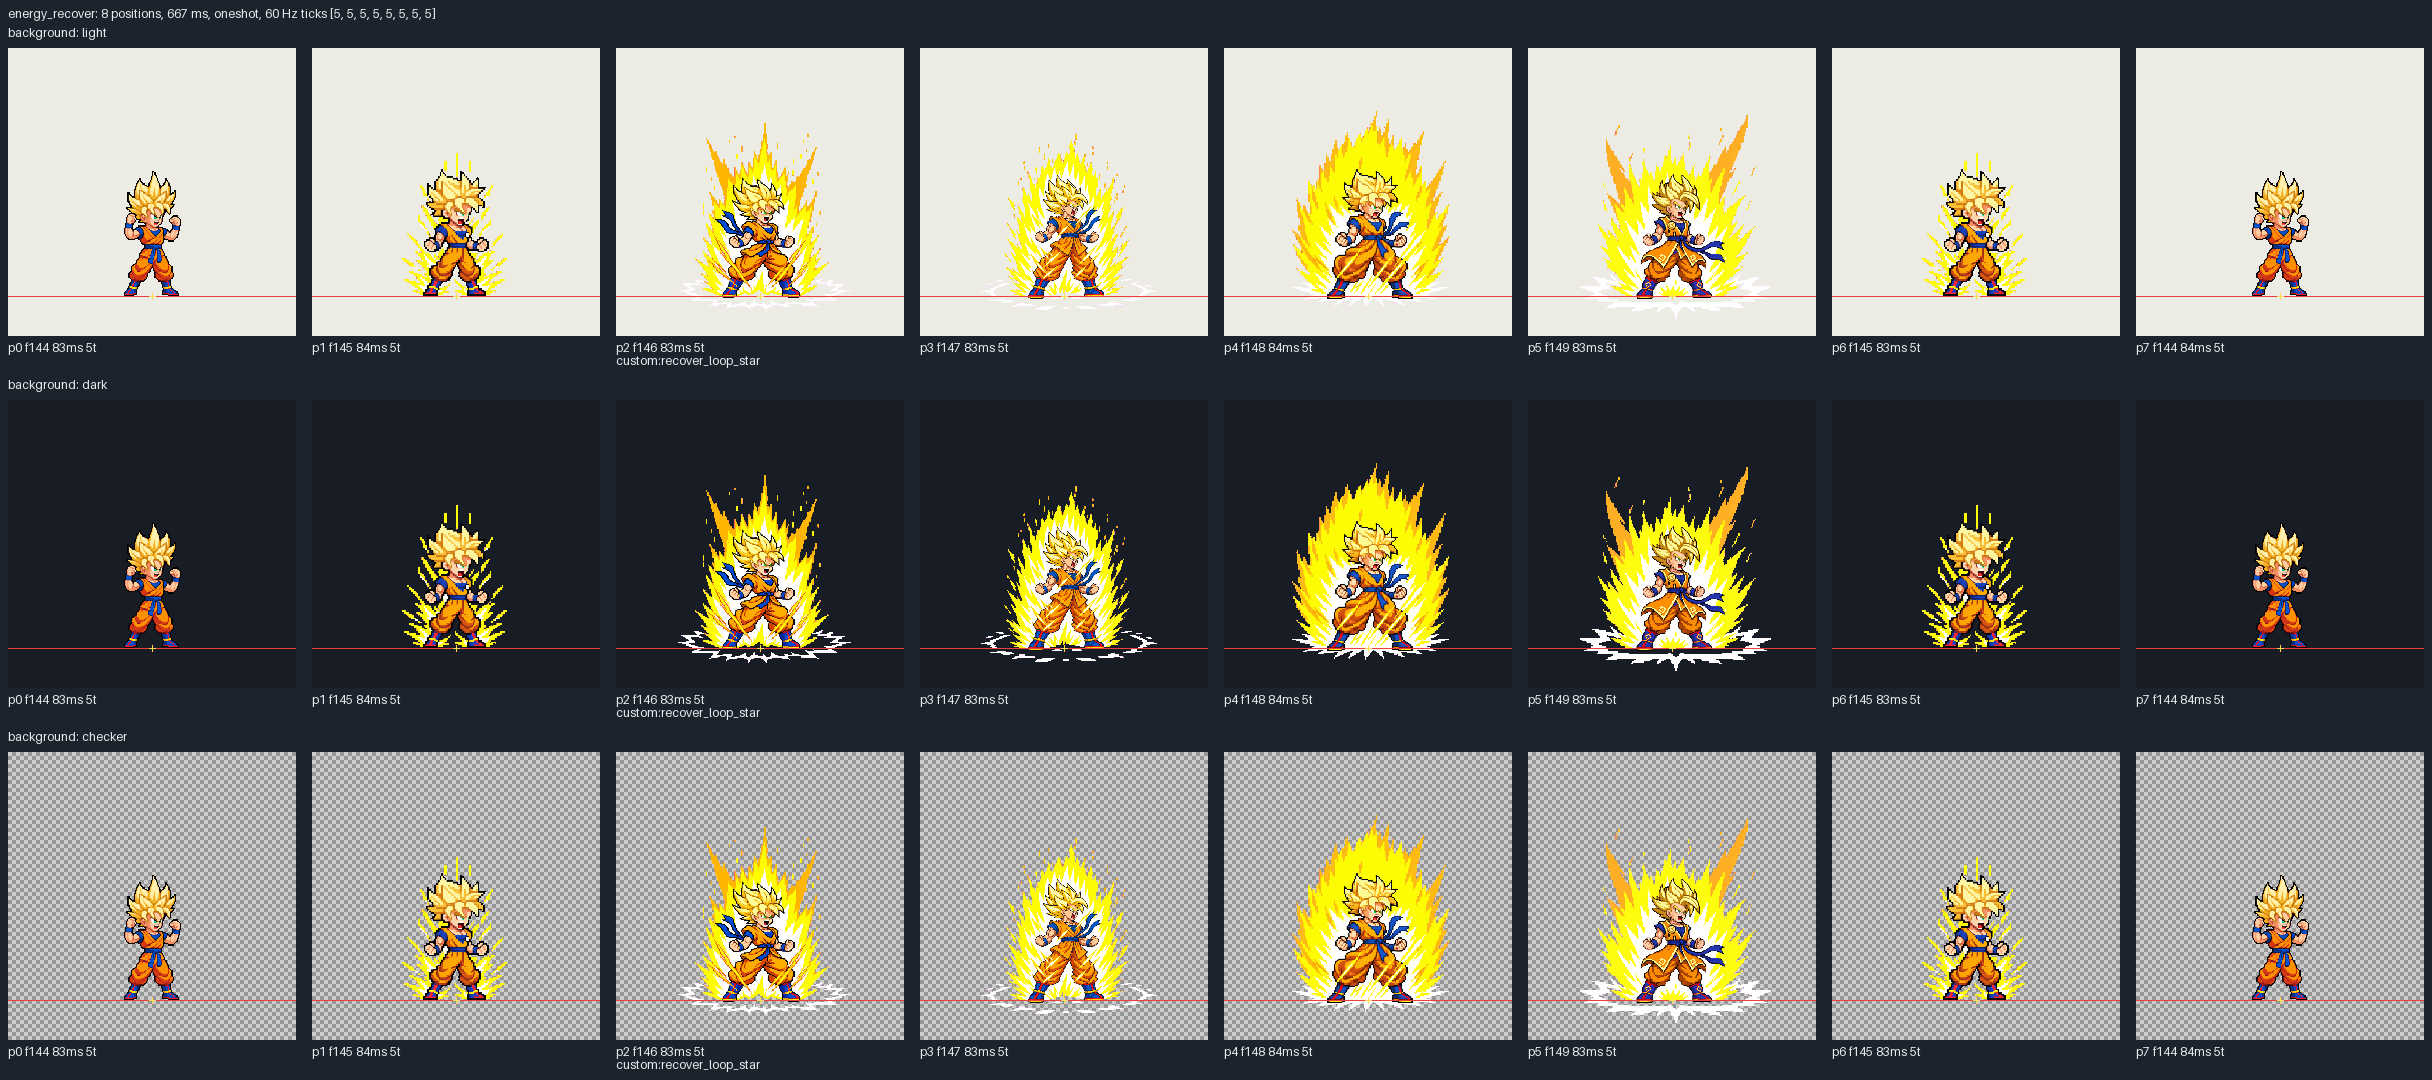 energy_recover: 8 positions, 667 ms, oneshot, 60 Hz ticks [5, 5, 5, 5, 5, 5, 5, 5]
background: light
p0 f144 83ms 5t
p1 f145 84ms 5t
p2 f146 83ms 5t
custom:recover_loop_star
p3 f147 83ms 5t
p4 f148 84ms 5t
p5 f149 83ms 5t
p6 f145 83ms 5t
p7 f144 84ms 5t
background: dark
p0 f144 83ms 5t
p1 f145 84ms 5t
p2 f146 83ms 5t
custom:recover_loop_star
p3 f147 83ms 5t
p4 f148 84ms 5t
p5 f149 83ms 5t
p6 f145 83ms 5t
p7 f144 84ms 5t
background: checker
p0 f144 83ms 5t
p1 f145 84ms 5t
p2 f146 83ms 5t
custom:recover_loop_star
p3 f147 83ms 5t
p4 f148 84ms 5t
p5 f149 83ms 5t
p6 f145 83ms 5t
p7 f144 84ms 5t